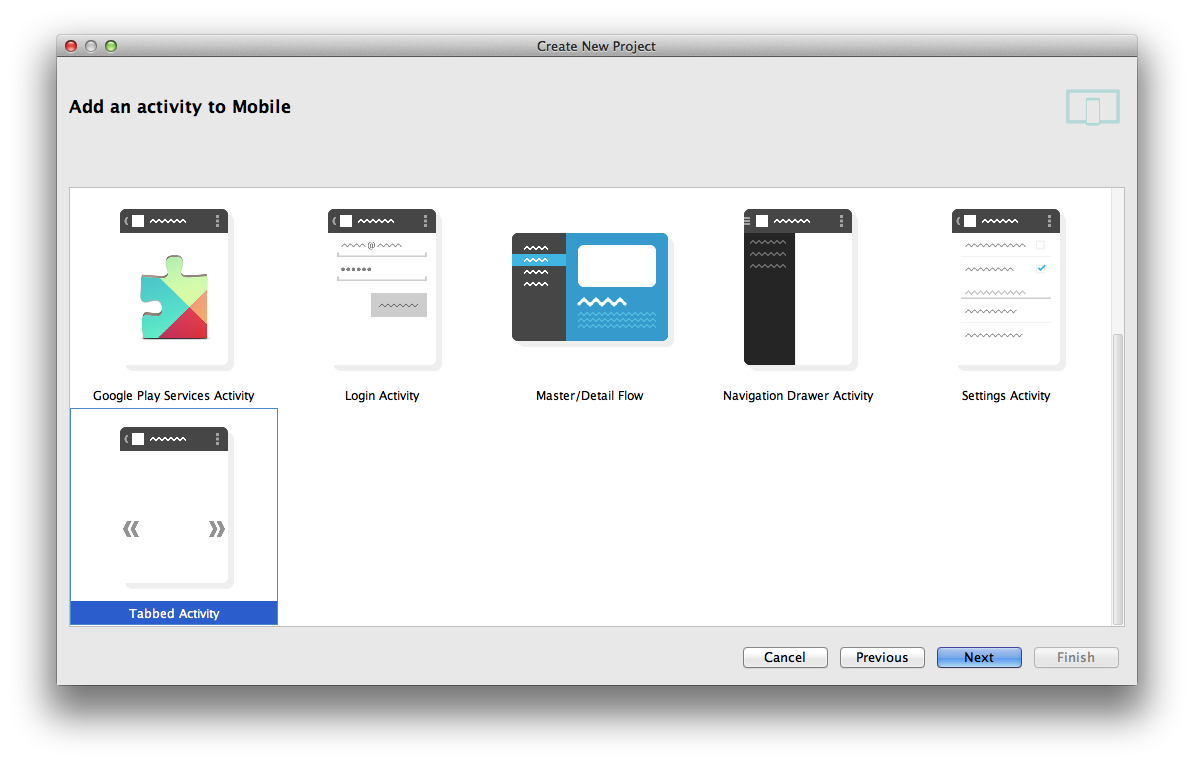 Create New Project
Add an activity to Mobile
Google Play Services Activity
Login Activity
Master/Detail Flow
Navigation Drawer Activity
Settings Activity
Tabbed Activity
Cancel
Previous
Next
Finish